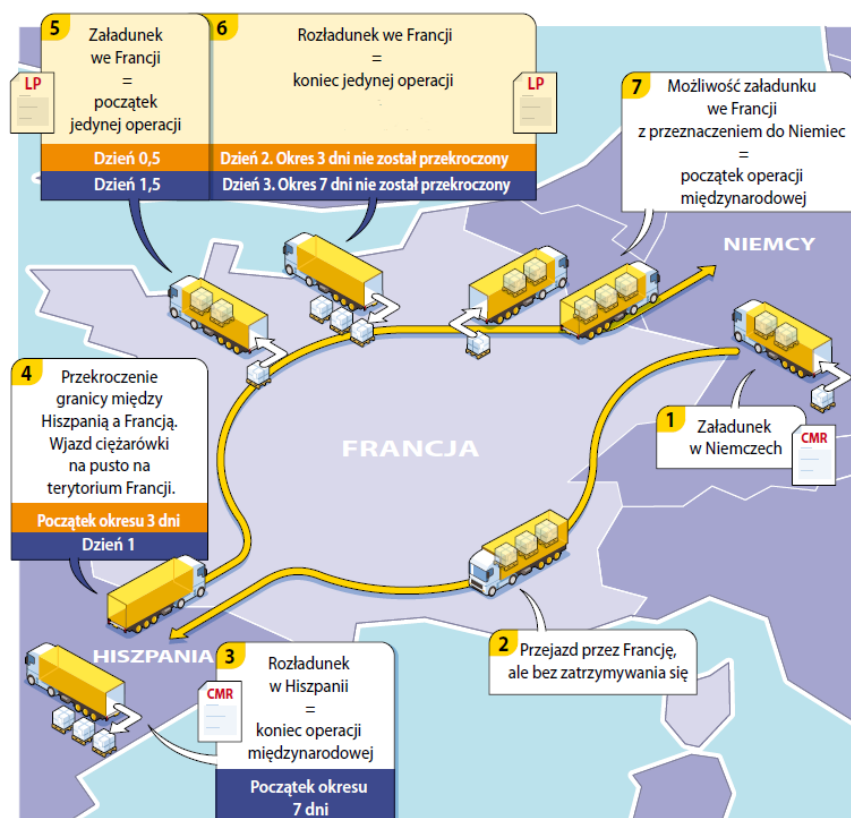 5
Załadunek
we Francji
=
początek
jedynej operacji
LP
Dzień 0,5
Dzień 1,5
6
Rozładunek we Francji
=
koniec jedynej operacji
LP
Dzień 2. Okres 3 dni nie został przekroczony
Dzień 3. Okres 7 dni nie został przekroczony
7
Możliwość załadunku
we Francji
z przeznaczeniem do Niemiec
=
początek operacji
międzynarodowej
NIEMCY
4
Przekroczenie
granicy między
Hiszpanią a Francją.
Wjazd ciężarówki
na pusto na
terytorium Francji.
Początek okresu 3 dni
Dzień 1
FRANCJA
1
Załadunek
w Niemczech
CMR
HISZPANIA
2
Przejazd przez Francję,
ale bez zatrzymywania się
3
Rozładunek
w Hiszpanii
=
koniec operacji
międzynarodowej
CMR
Początek okresu
7 dni